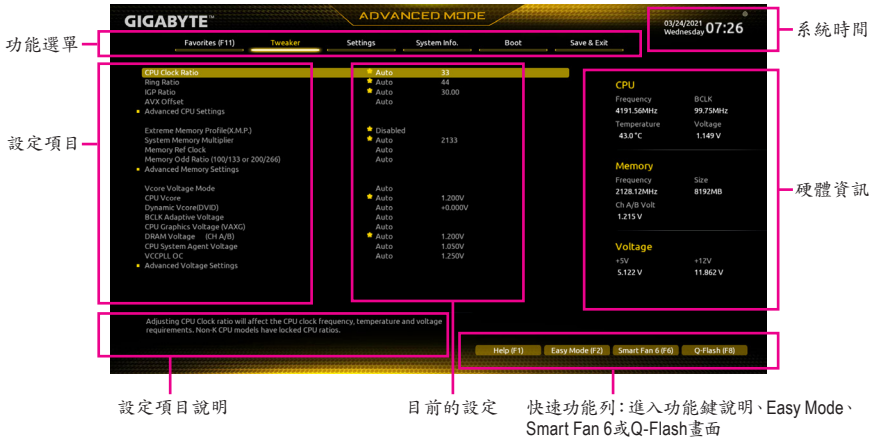 GIGABYTE™
ADVANCED MODE
03/24/2021
Wednesday 07:26
系統時間
功能選單
Favorites (F11) Tweaker Settings System Info. Boot Save & Exit
設定項目
CPU Clock Ratio Auto 33
Ring Ratio Auto 44
IGP Ratio Auto 30.00
AVX Offset Auto
Advanced CPU Settings
Extreme Memory Profile(X.M.P.) Disabled
System Memory Multiplier Auto 2133
Memory Ref Clock Auto
Memory Odd Ratio (100/133 or 200/266) Auto
Advanced Memory Settings
Vcore Voltage Mode Auto
CPU Vcore Auto 1.200V
Dynamic Vcore(DVID) Auto +0.000V
BCLK Adaptive Voltage Auto
CPU Graphics Voltage (VAXG) Auto
DRAM Voltage (CH A/B) Auto 1.200V
CPU System Agent Voltage Auto 1.050V
VCCPLL OC Auto 1.250V
Advanced Voltage Settings
CPU
Frequency BCLK
4191.56MHz 99.75MHz
Temperature Voltage
43.0 °C 1.149 V
Memory
Frequency Size
2128.12MHz 8192MB
Ch A/B Volt
1.215 V
Voltage
+5V +12V
5.122 V 11.862 V
硬體資訊
Adjusting CPU Clock ratio will affect the CPU clock frequency, temperature and voltage
requirements. Non-K CPU models have locked CPU ratios.
Help (F1) Easy Mode (F2) Smart Fan 6 (F6) Q-Flash (F8)
設定項目說明
目前的設定
快速功能列：進入功能鍵說明、Easy Mode、
Smart Fan 6或Q-Flash畫面